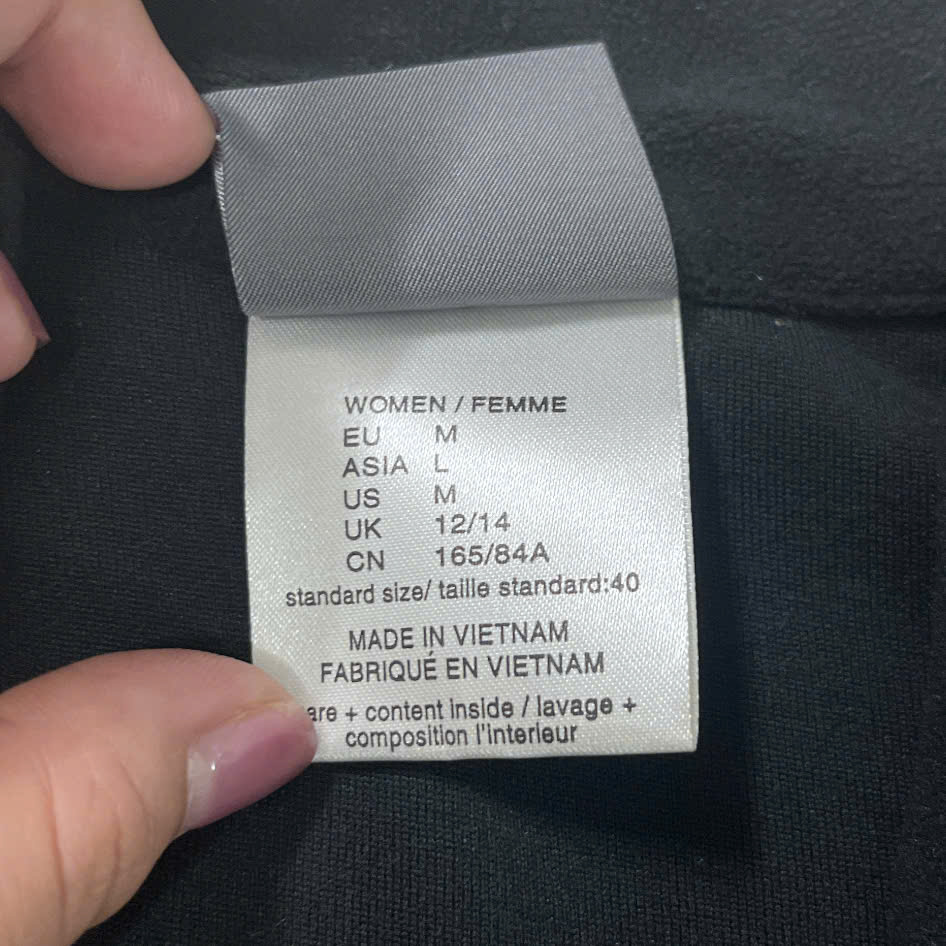 WOMEN / FEMME
EU M
ASIA L
US M
UK 12/14
CN 165/84A
standard size/ taille standard:40
MADE IN VIETNAM
FABRIQUÉ EN VIETNAM
are + content inside / lavage +
composition l'interieur